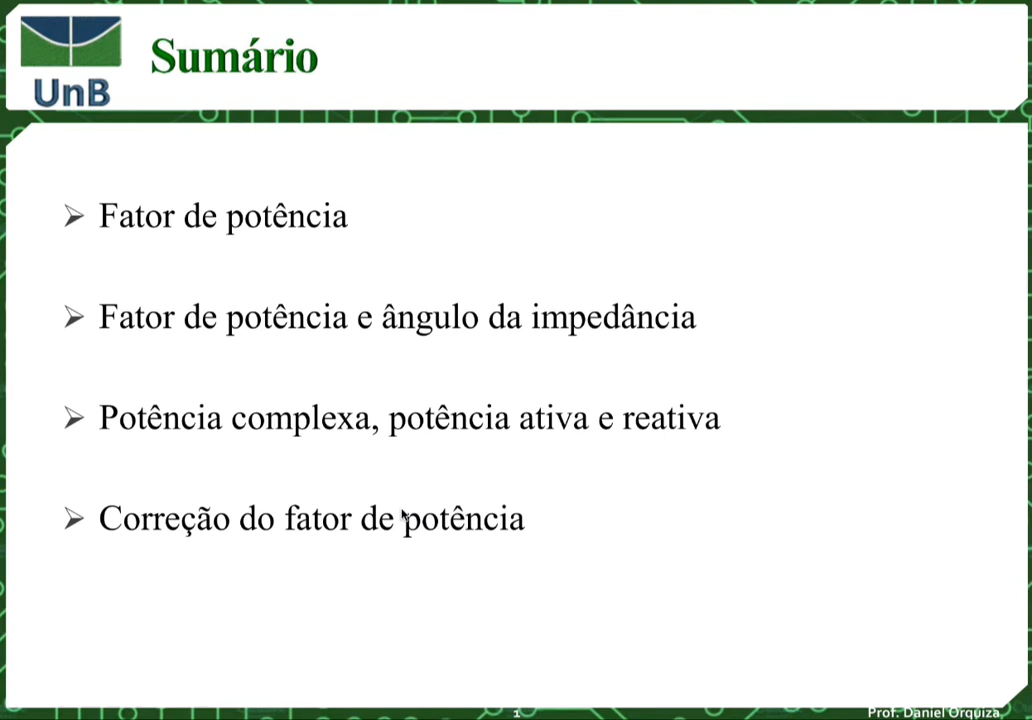 UnB
Sumário
Fator de potência
Fator de potência e ângulo da impedância
Potência complexa, potência ativa e reativa
Correção do fator de potência
1
Prof. Daniel Orquiza